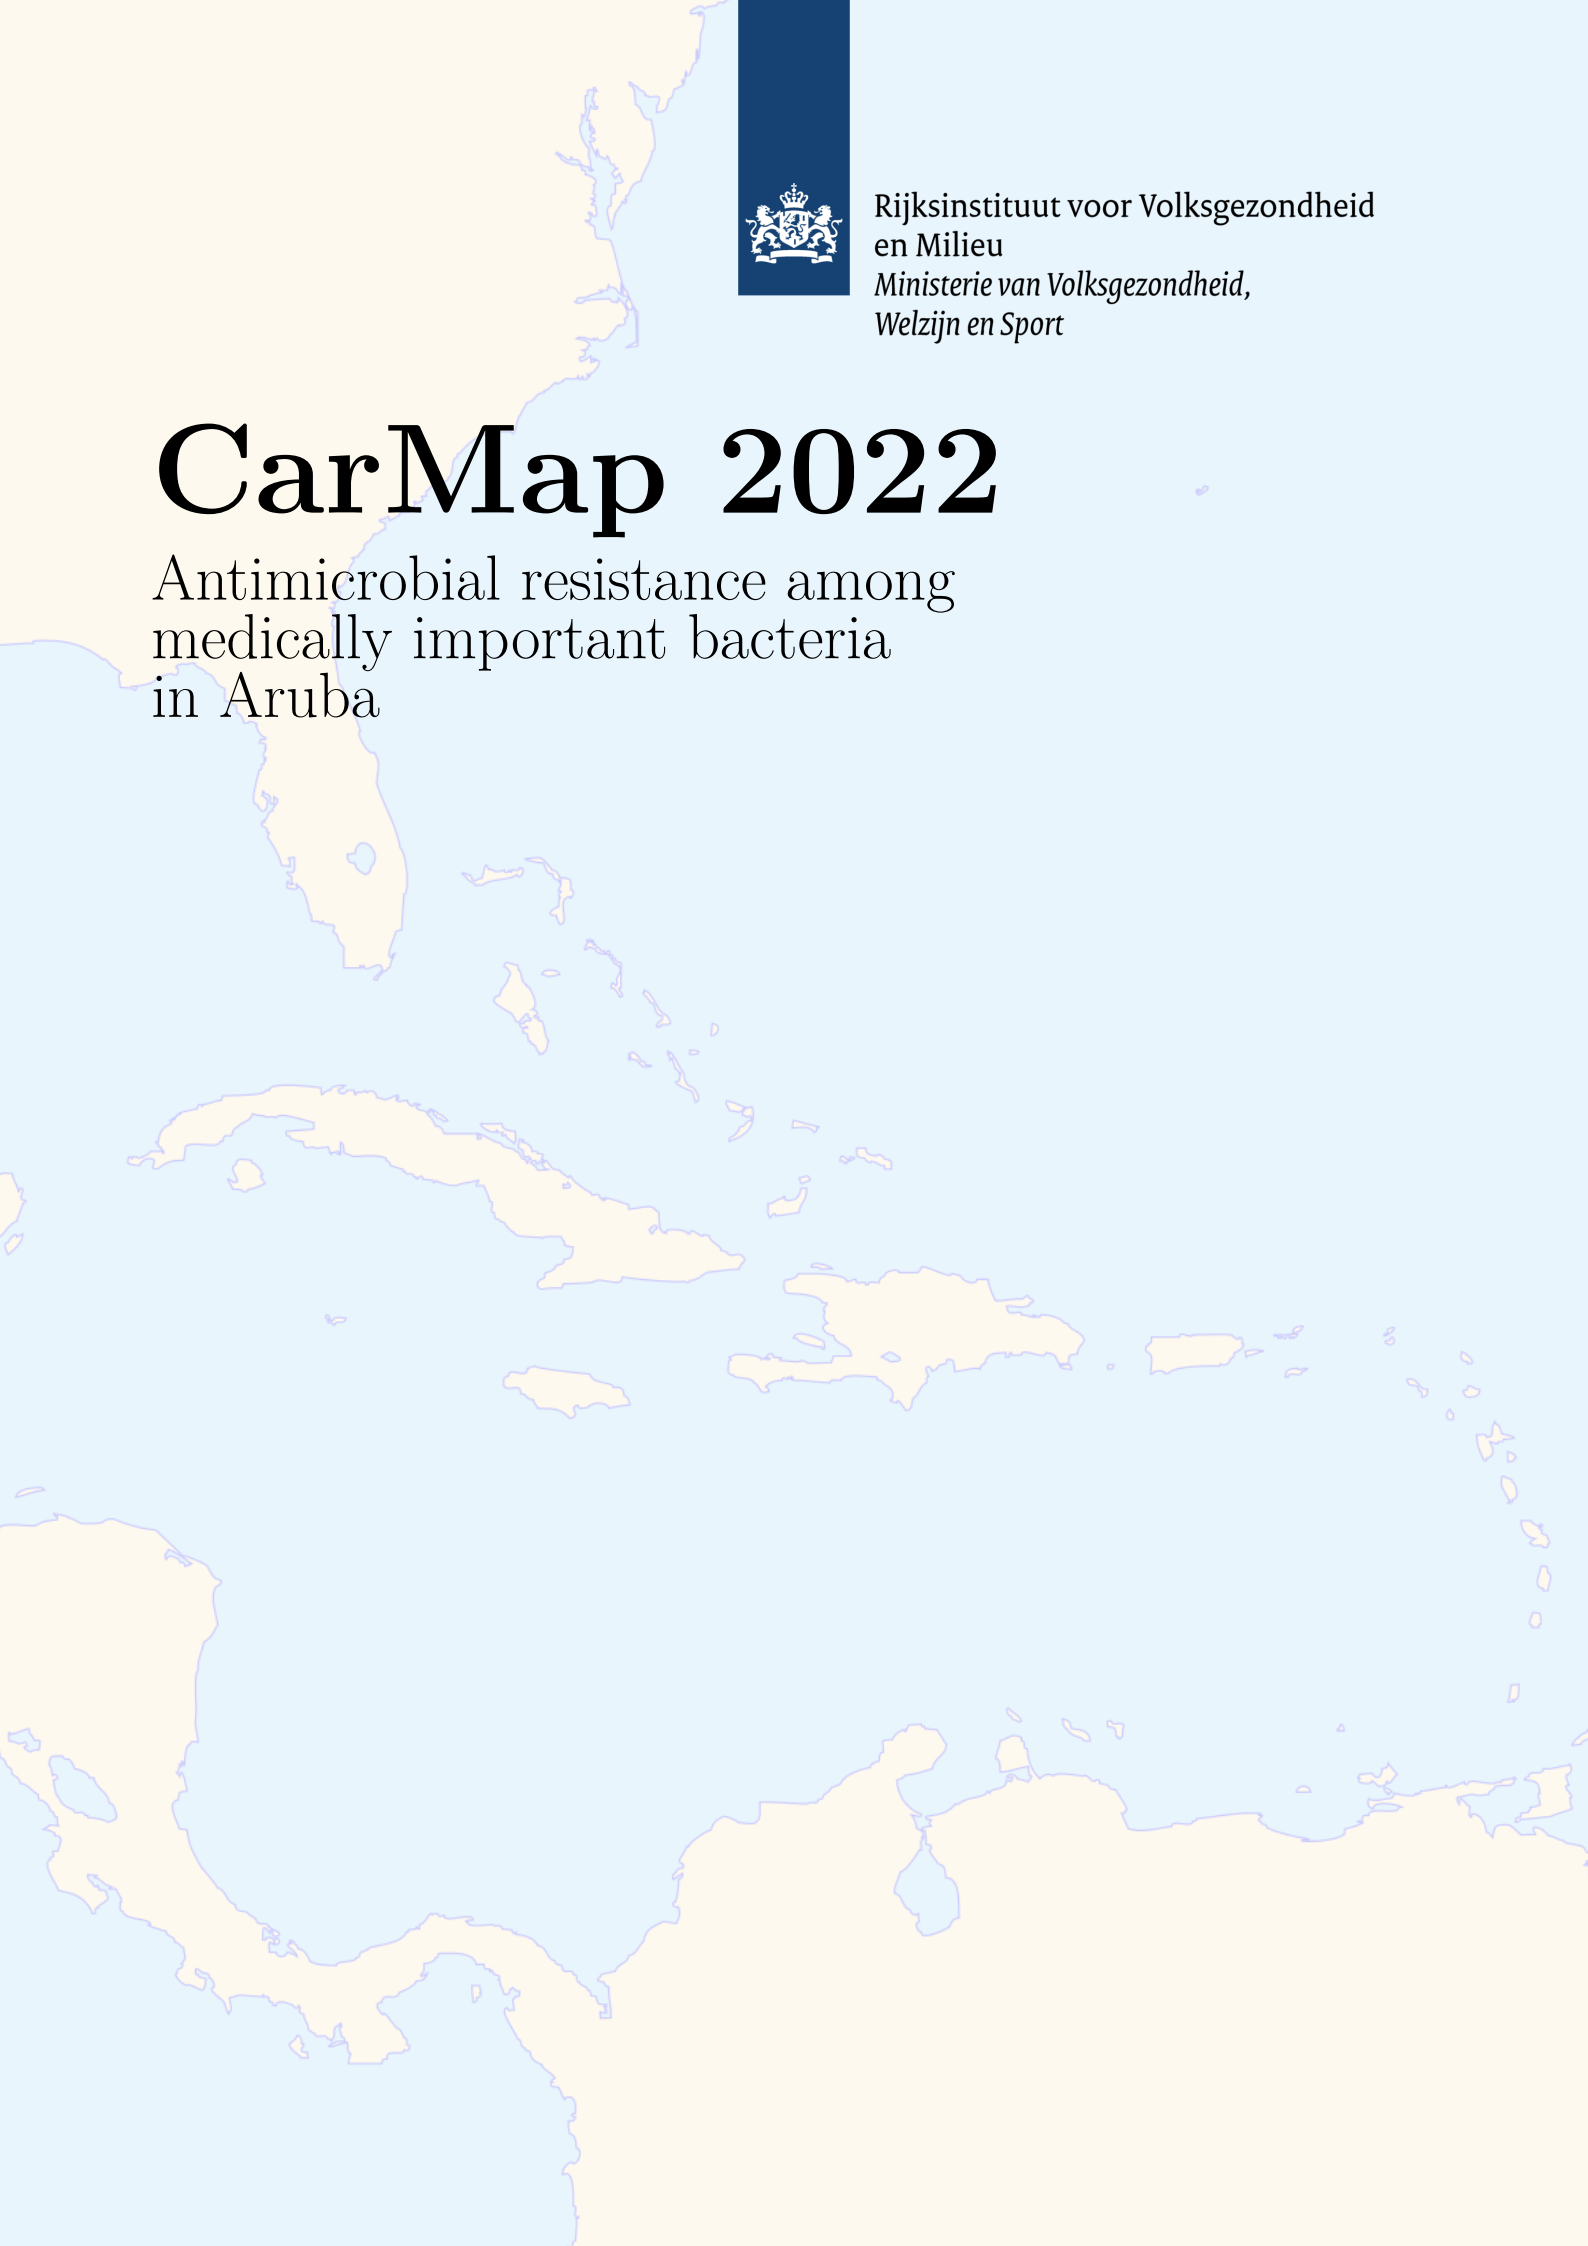 Rijksinstituut voor Volksgezondheid
en Milieu
Ministerie van Volksgezondheid,
Welzijn en Sport
CarMap 2022
Antimicrobial resistance among
medically important bacteria
in Aruba